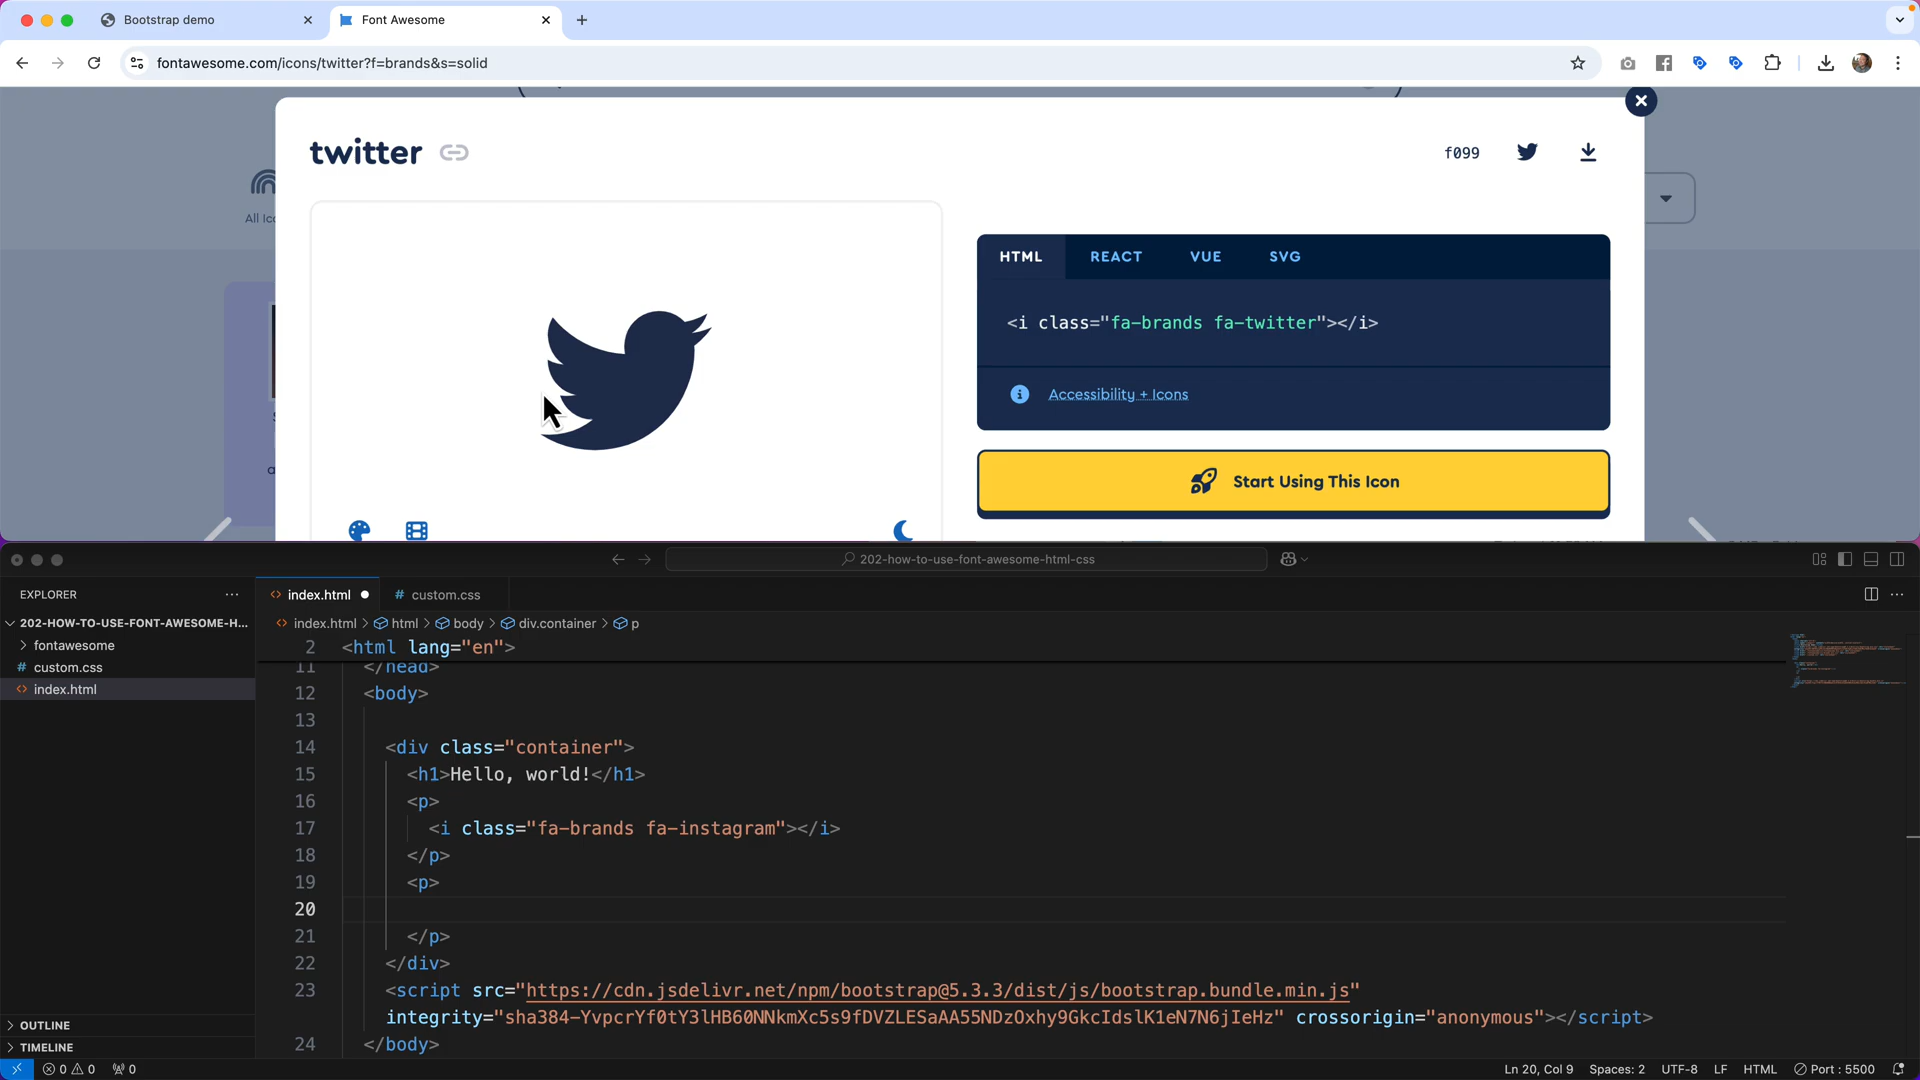 Bootstrap demo
Font Awesome
fontawesome.com/icons/twitter?f=brands&s=solid
twitter
f099
All Ico
HTML REACT VUE SVG
<i class="fa-brands fa-twitter"></i>
Accessibility + Icons
Start Using This Icon
202-how-to-use-font-awesome-html-css
EXPLORER
index.html
custom.css
202-HOW-TO-USE-FONT-AWESOME-H...
index.html > html > body > div.container > p
fontawesome
custom.css
index.html
2 <html lang="en">
11 </head>
12 <body>
13
14 <div class="container">
15 <h1>Hello, world!</h1>
16 <p>
17 <i class="fa-brands fa-instagram"></i>
18 </p>
19 <p>
20
21 </p>
22 </div>
23 <script src="https://cdn.jsdelivr.net/npm/bootstrap@5.3.3/dist/js/bootstrap.bundle.min.js"
integrity="sha384-YvpcrYf0tY3lHB60NNkmXc5s9fDVZLESaAA55NDzOxhy9GkcIdslK1eN7N6jIeHz" crossorigin="anonymous"></script>
24 </body>
OUTLINE
TIMELINE
0 0 0
Ln 20, Col 9 Spaces: 2 UTF-8 LF HTML Port : 5500